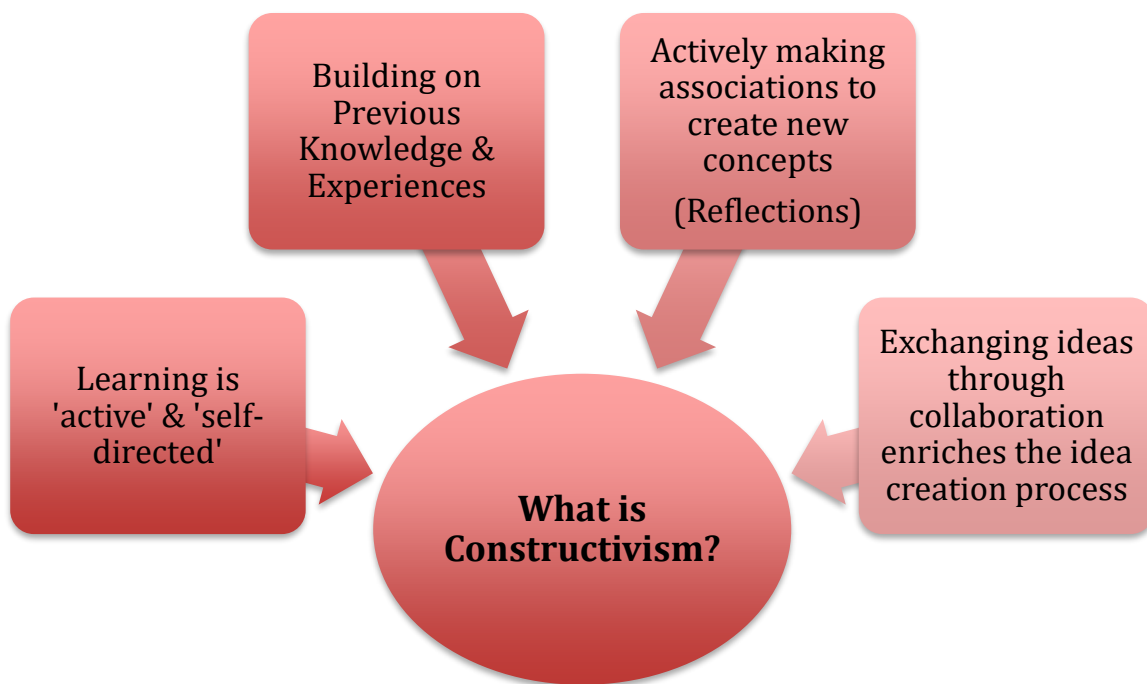 Building on
Previous
Knowledge &
Experiences
Actively making
associations to
create new
concepts
(Reflections)
Learning is
'active' & 'self-
directed'
Exchanging ideas
through
collaboration
enriches the idea
creation process
What is
Constructivism?